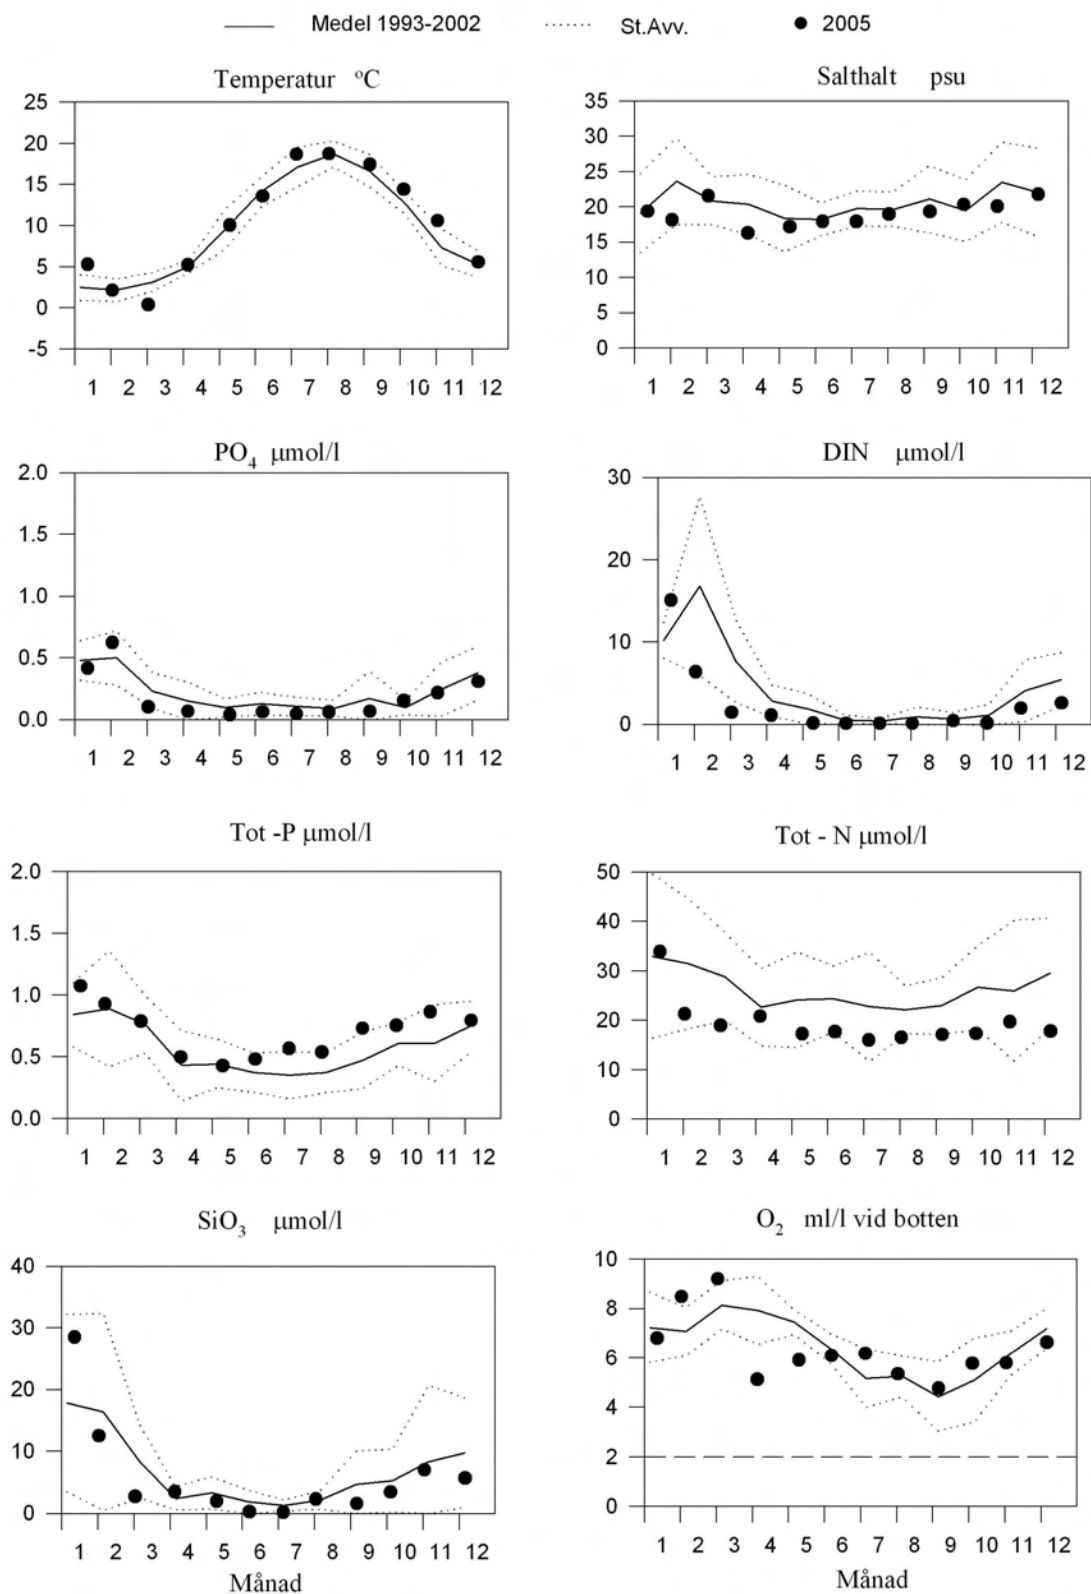 Medel 1993-2002 St.Avv. 2005
Temperatur °C
25
20
15
10
5
0
-5
1 2 3 4 5 6 7 8 9 10 11 12
Salthalt psu
35
30
25
20
15
10
5
0
1 2 3 4 5 6 7 8 9 10 11 12
PO4 µmol/l
2.0
1.5
1.0
0.5
0.0
1 2 3 4 5 6 7 8 9 10 11 12
DIN µmol/l
30
20
10
0
1 2 3 4 5 6 7 8 9 10 11 12
Tot -P µmol/l
2.0
1.5
1.0
0.5
0.0
1 2 3 4 5 6 7 8 9 10 11 12
Tot - N µmol/l
50
40
30
20
10
0
1 2 3 4 5 6 7 8 9 10 11 12
SiO3 µmol/l
40
30
20
10
0
1 2 3 4 5 6 7 8 9 10 11 12
Månad
O2 ml/l vid botten
10
8
6
4
2
0
1 2 3 4 5 6 7 8 9 10 11 12
Månad